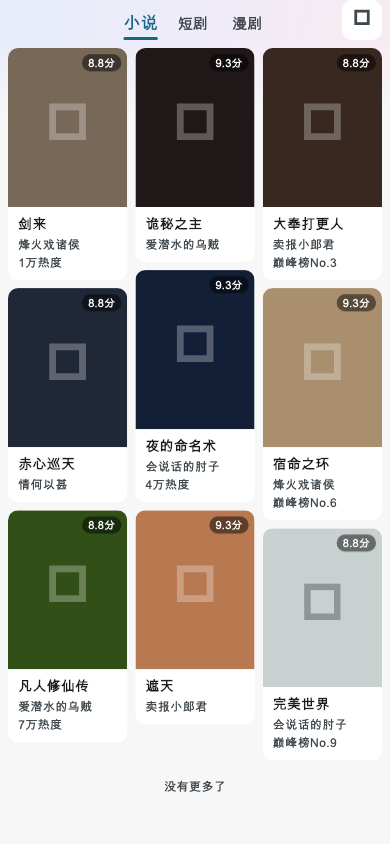 小说 短剧 漫剧
8.8分
剑来
烽火戏诸侯
1万热度
9.3分
诡秘之主
爱潜水的乌贼
8.8分
大奉打更人
卖报小郎君
巅峰榜No.3
8.8分
赤心巡天
情何以甚
9.3分
夜的命名术
会说话的肘子
4万热度
9.3分
宿命之环
烽火戏诸侯
巅峰榜No.6
8.8分
凡人修仙传
爱潜水的乌贼
7万热度
9.3分
遮天
卖报小郎君
8.8分
完美世界
会说话的肘子
巅峰榜No.9
没有更多了